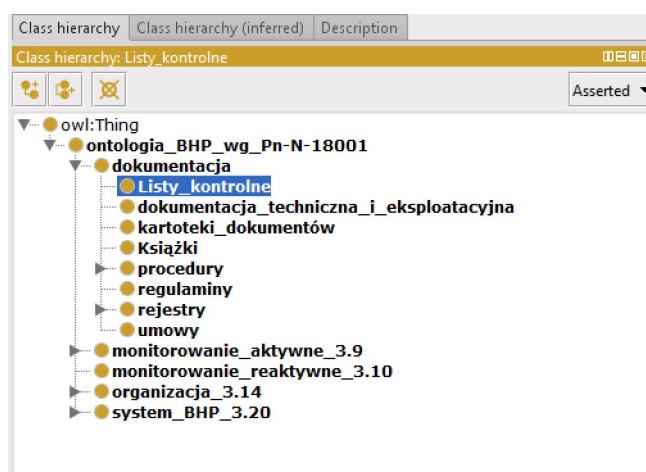 Class hierarchy Class hierarchy (inferred) Description
Class hierarchy: Listy_kontrolne
Asserted
owl:Thing
ontologia_BHP_wg_Pn-N-18001
dokumentacja
Listy_kontrolne
dokumentacja_techniczna_i_eksploatacyjna
kartoteki_dokumentów
Książki
procedury
regulaminy
rejestry
umowy
monitorowanie_aktywne_3.9
monitorowanie_reaktywne_3.10
organizacja_3.14
system_BHP_3.20